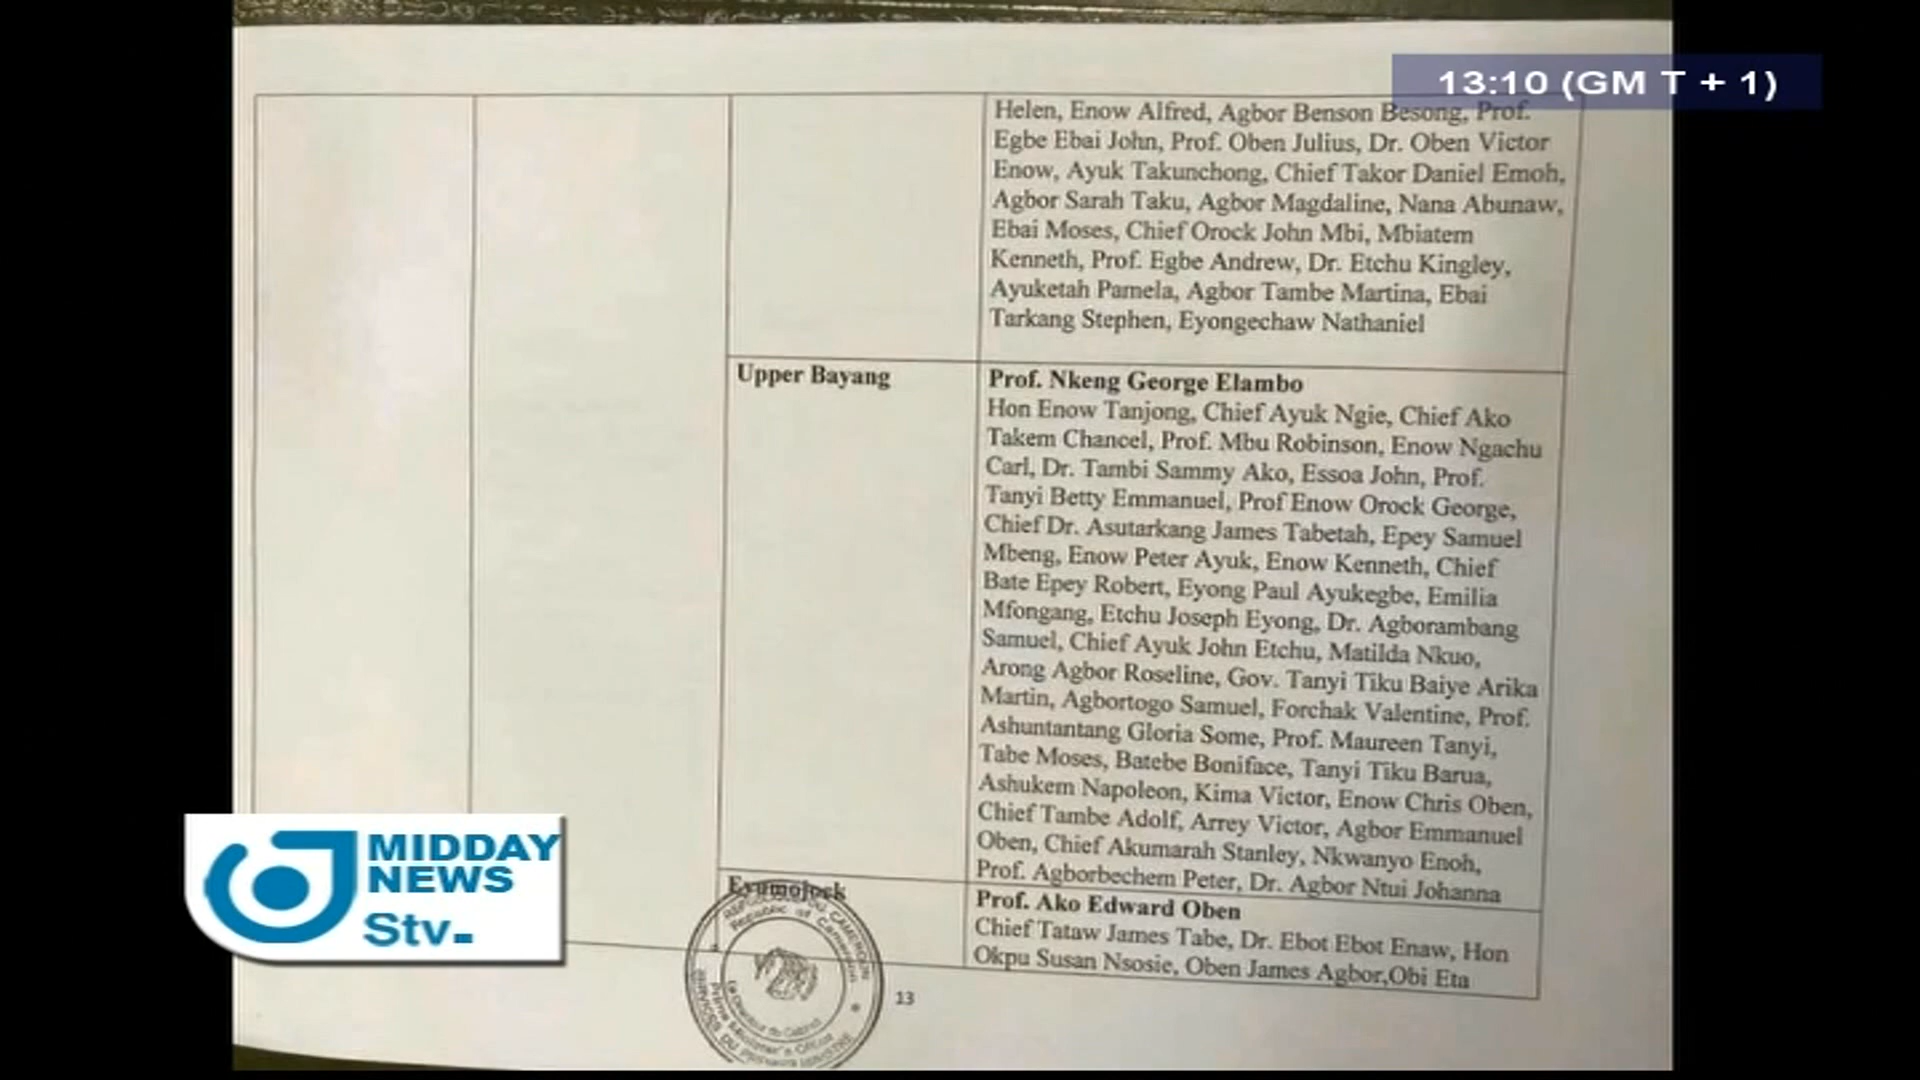 13:10 (GM T + 1)
Helen, Enow Alfred, Agbor Benson Besong, Prof.
Egbe Ebai John, Prof. Oben Julius, Dr. Oben Victor
Enow, Ayuk Takunchong, Chief Takor Daniel Emoh,
Agbor Sarah Taku, Agbor Magdaline, Nana Abunaw,
Ebai Moses, Chief Orock John Mbi, Mbiatem
Kenneth, Prof. Egbe Andrew, Dr. Etchu Kingley,
Ayuketah Pamela, Agbor Tambe Martina, Ebai
Tarkang Stephen, Eyongechaw Nathaniel
Upper Bayang
Prof. Nkeng George Elambo
Hon Enow Tanjong, Chief Ayuk Ngie, Chief Ako
Takem Chancel, Prof. Mbu Robinson, Enow Ngachu
Carl, Dr. Tambi Sammy Ako, Essoa John, Prof.
Tanyi Betty Emmanuel, Prof Enow Orock George,
Chief Dr. Asutarkang James Tabetah, Epey Samuel
Mbeng, Enow Peter Ayuk, Enow Kenneth, Chief
Bate Epey Robert, Eyong Paul Ayukegbe, Emilia
Mfongang, Etchu Joseph Eyong, Dr. Agborambang
Samuel, Chief Ayuk John Etchu, Matilda Nkuo,
Arong Agbor Roseline, Gov. Tanyi Tiku Baiye Arika
Martin, Agbortogo Samuel, Forchak Valentine, Prof.
Ashuntantang Gloria Some, Prof. Maureen Tanyi,
Tabe Moses, Batebe Boniface, Tanyi Tiku Barua,
Ashukem Napoleon, Kima Victor, Enow Chris Oben,
Chief Tambe Adolf, Arrey Victor, Agbor Emmanuel
Oben, Chief Akumarah Stanley, Nkwanyo Enoh,
Prof. Agborbechem Peter, Dr. Agbor Ntui Johanna
Eyumojock
Prof. Ako Edward Oben
Chief Tataw James Tabe, Dr. Ebot Ebot Enaw, Hon
Okpu Susan Nsosie, Oben James Agbor,Obi Eta
Republic of Cameroon
Prime Minister's Office
13
MIDDAY
NEWS
Stv